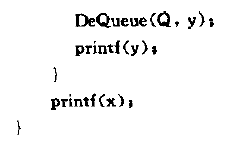 DeQueue(Q, y);
printf(y);
}
printf(x);
}